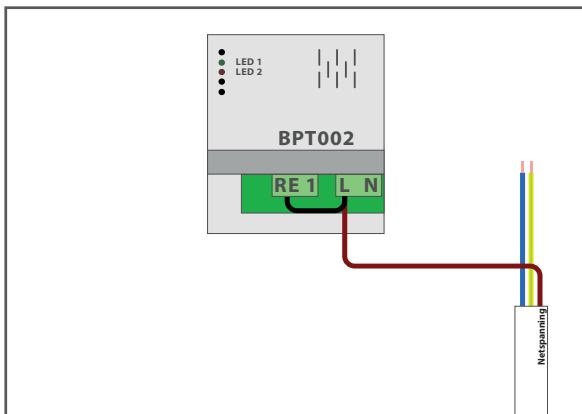 LED 1
LED 2
BPT002
RE 1 L N
Netspanning